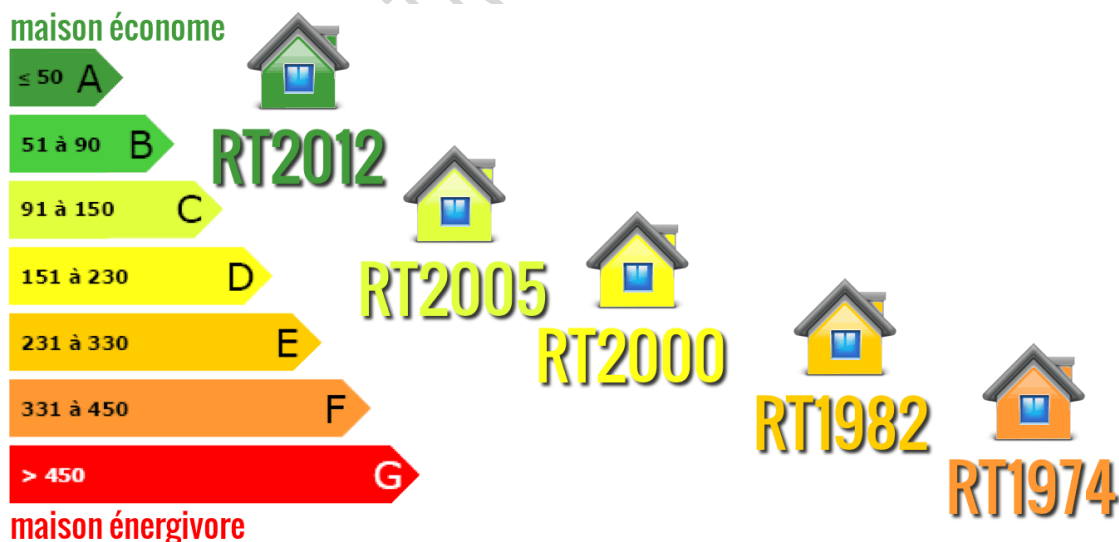 maison économe
≤ 50 A
51 à 90 B
91 à 150 C
151 à 230 D
231 à 330 E
331 à 450 F
> 450 G
maison énergivore
RT2012
RT2005
RT2000
RT1982
RT1974